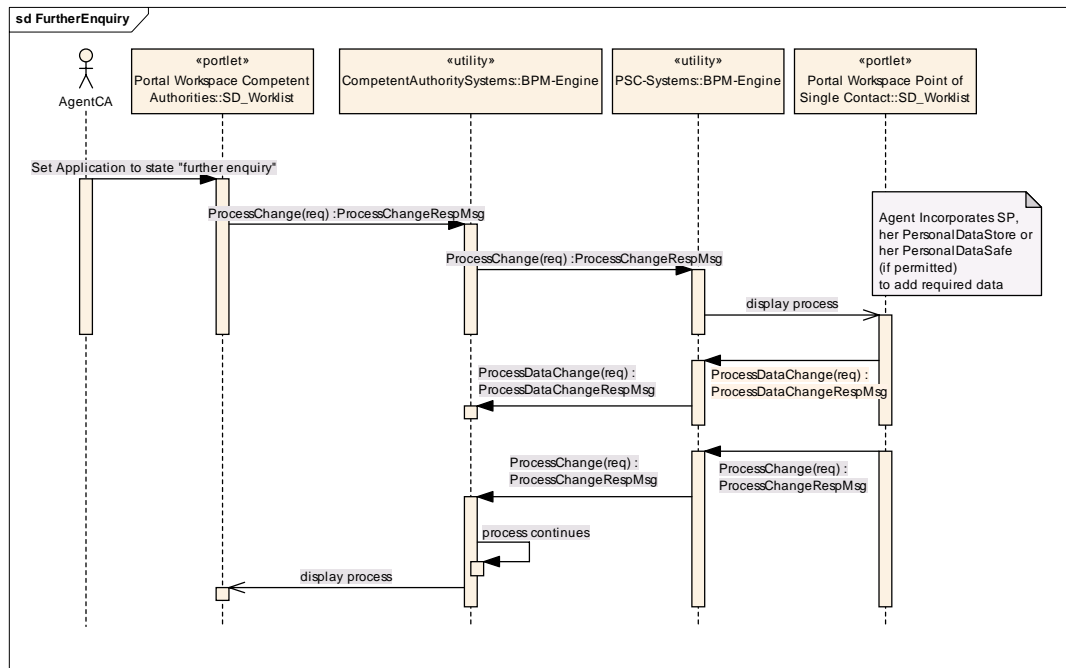 sd FurtherEnquiry
AgentCA
«portlet»
Portal Workspace Competent
Authorities::SD_Worklist
«utility»
CompetentAuthoritySystems::BPM-Engine
«utility»
PSC-Systems::BPM-Engine
«portlet»
Portal Workspace Point of
Single Contact::SD_Worklist
Set Application to state "further enquiry"
ProcessChange(req) :ProcessChangeRespMsg
ProcessChange(req) :ProcessChangeRespMsg
Agent Incorporates SP,
her PersonalDataStore or
her PersonalDataSafe
(if permitted)
to add required data
display process
ProcessDataChange(req) :
ProcessDataChangeRespMsg
ProcessDataChange(req) :
ProcessDataChangeRespMsg
ProcessChange(req) :
ProcessChangeRespMsg
ProcessChange(req) :
ProcessChangeRespMsg
process continues
display process